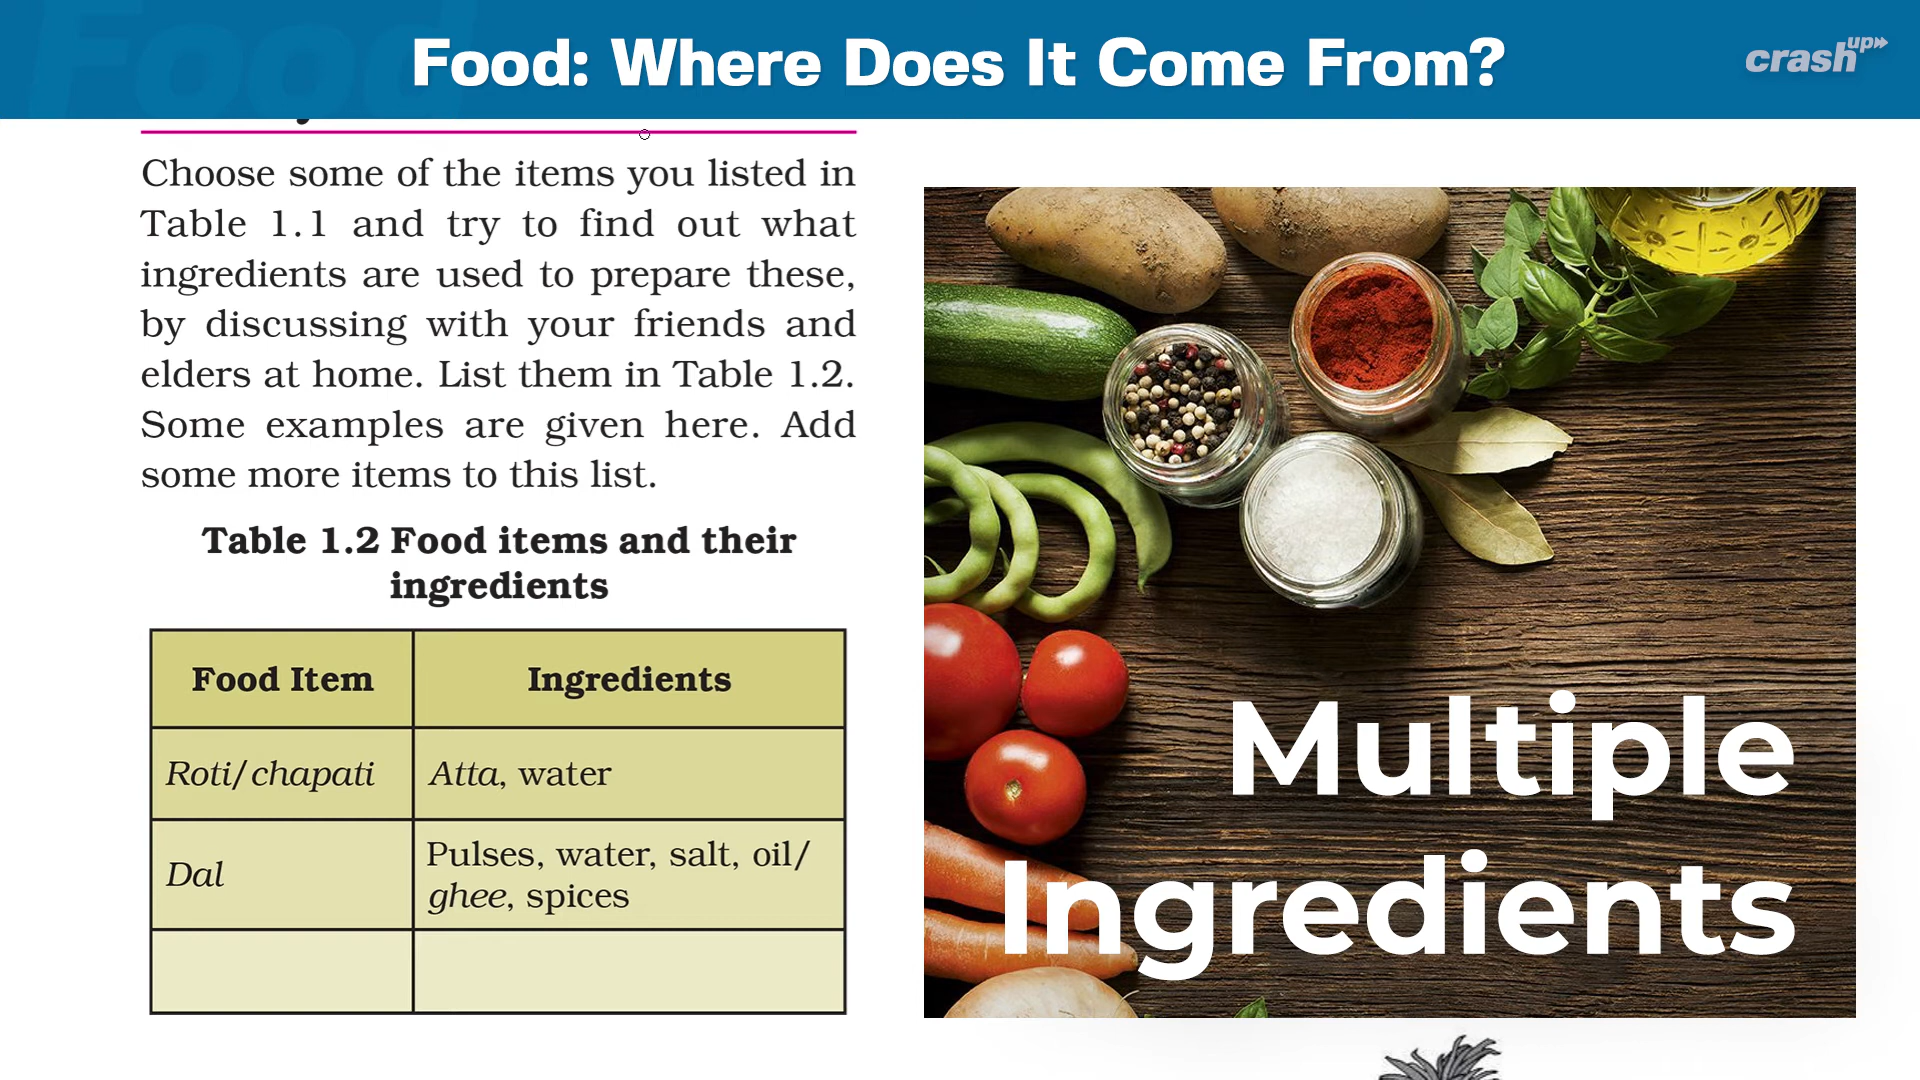 Food: Where Does It Come From?
crash up
Choose some of the items you listed in
Table 1.1 and try to find out what
ingredients are used to prepare these,
by discussing with your friends and
elders at home. List them in Table 1.2.
Some examples are given here. Add
some more items to this list.
Table 1.2 Food items and their
ingredients
Food Item Ingredients
Roti/chapati Atta, water
Dal Pulses, water, salt, oil/
ghee, spices
Multiple
Ingredients